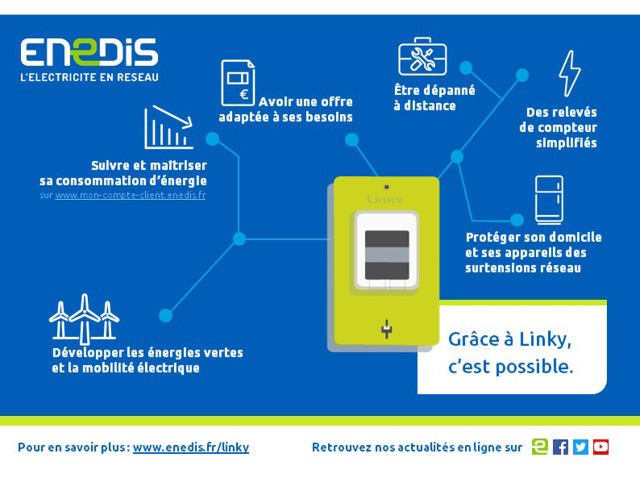 ENEDIS
L'ELECTRICITE EN RESEAU
€
Avoir une offre
adaptée à ses besoins
Être dépanné
à distance
Des relevés
de compteur
simplifiés
Suivre et maîtriser
sa consommation d'énergie
sur www.mon-compte-client.enedis.fr
Linky
Protéger son domicile
et ses appareils des
surtensions réseau
Développer les énergies vertes
et la mobilité électrique
Grâce à Linky,
c'est possible.
Pour en savoir plus : www.enedis.fr/linky
Retrouvez nos actualités en ligne sur